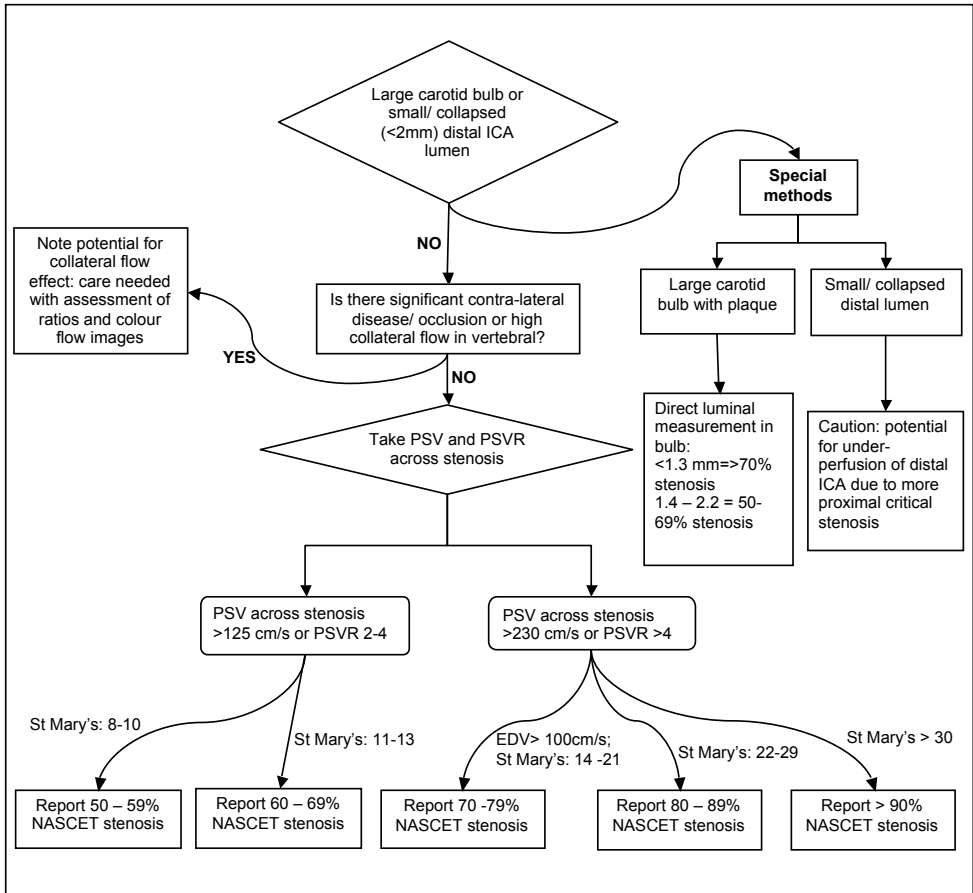 Large carotid bulb or
small/ collapsed
(<2mm) distal ICA
lumen
Special
methods
NO
Note potential for
collateral flow
effect: care needed
with assessment of
ratios and colour
flow images
Is there significant contra-lateral
disease/ occlusion or high
collateral flow in vertebral?
Large carotid
bulb with plaque
Small/ collapsed
distal lumen
YES
NO
Take PSV and PSVR
across stenosis
Direct luminal
measurement in
bulb:
<1.3 mm=>70%
stenosis
1.4 – 2.2 = 50-
69% stenosis
Caution: potential
for under-
perfusion of distal
ICA due to more
proximal critical
stenosis
PSV across stenosis
>125 cm/s or PSVR 2-4
PSV across stenosis
>230 cm/s or PSVR >4
St Mary's: 8-10
St Mary's: 11-13
EDV> 100cm/s;
St Mary's: 14 -21
St Mary's: 22-29
St Mary's > 30
Report 50 – 59%
NASCET stenosis
Report 60 – 69%
NASCET stenosis
Report 70 -79%
NASCET stenosis
Report 80 – 89%
NASCET stenosis
Report > 90%
NASCET stenosis